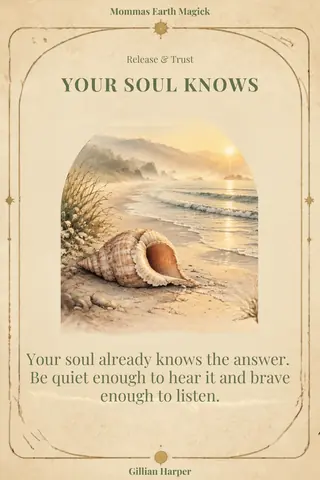 Mommas Earth Magick
Release & Trust
YOUR SOUL KNOWS
Your soul already knows the answer.
Be quiet enough to hear it and brave
enough to listen.
Gillian Harper